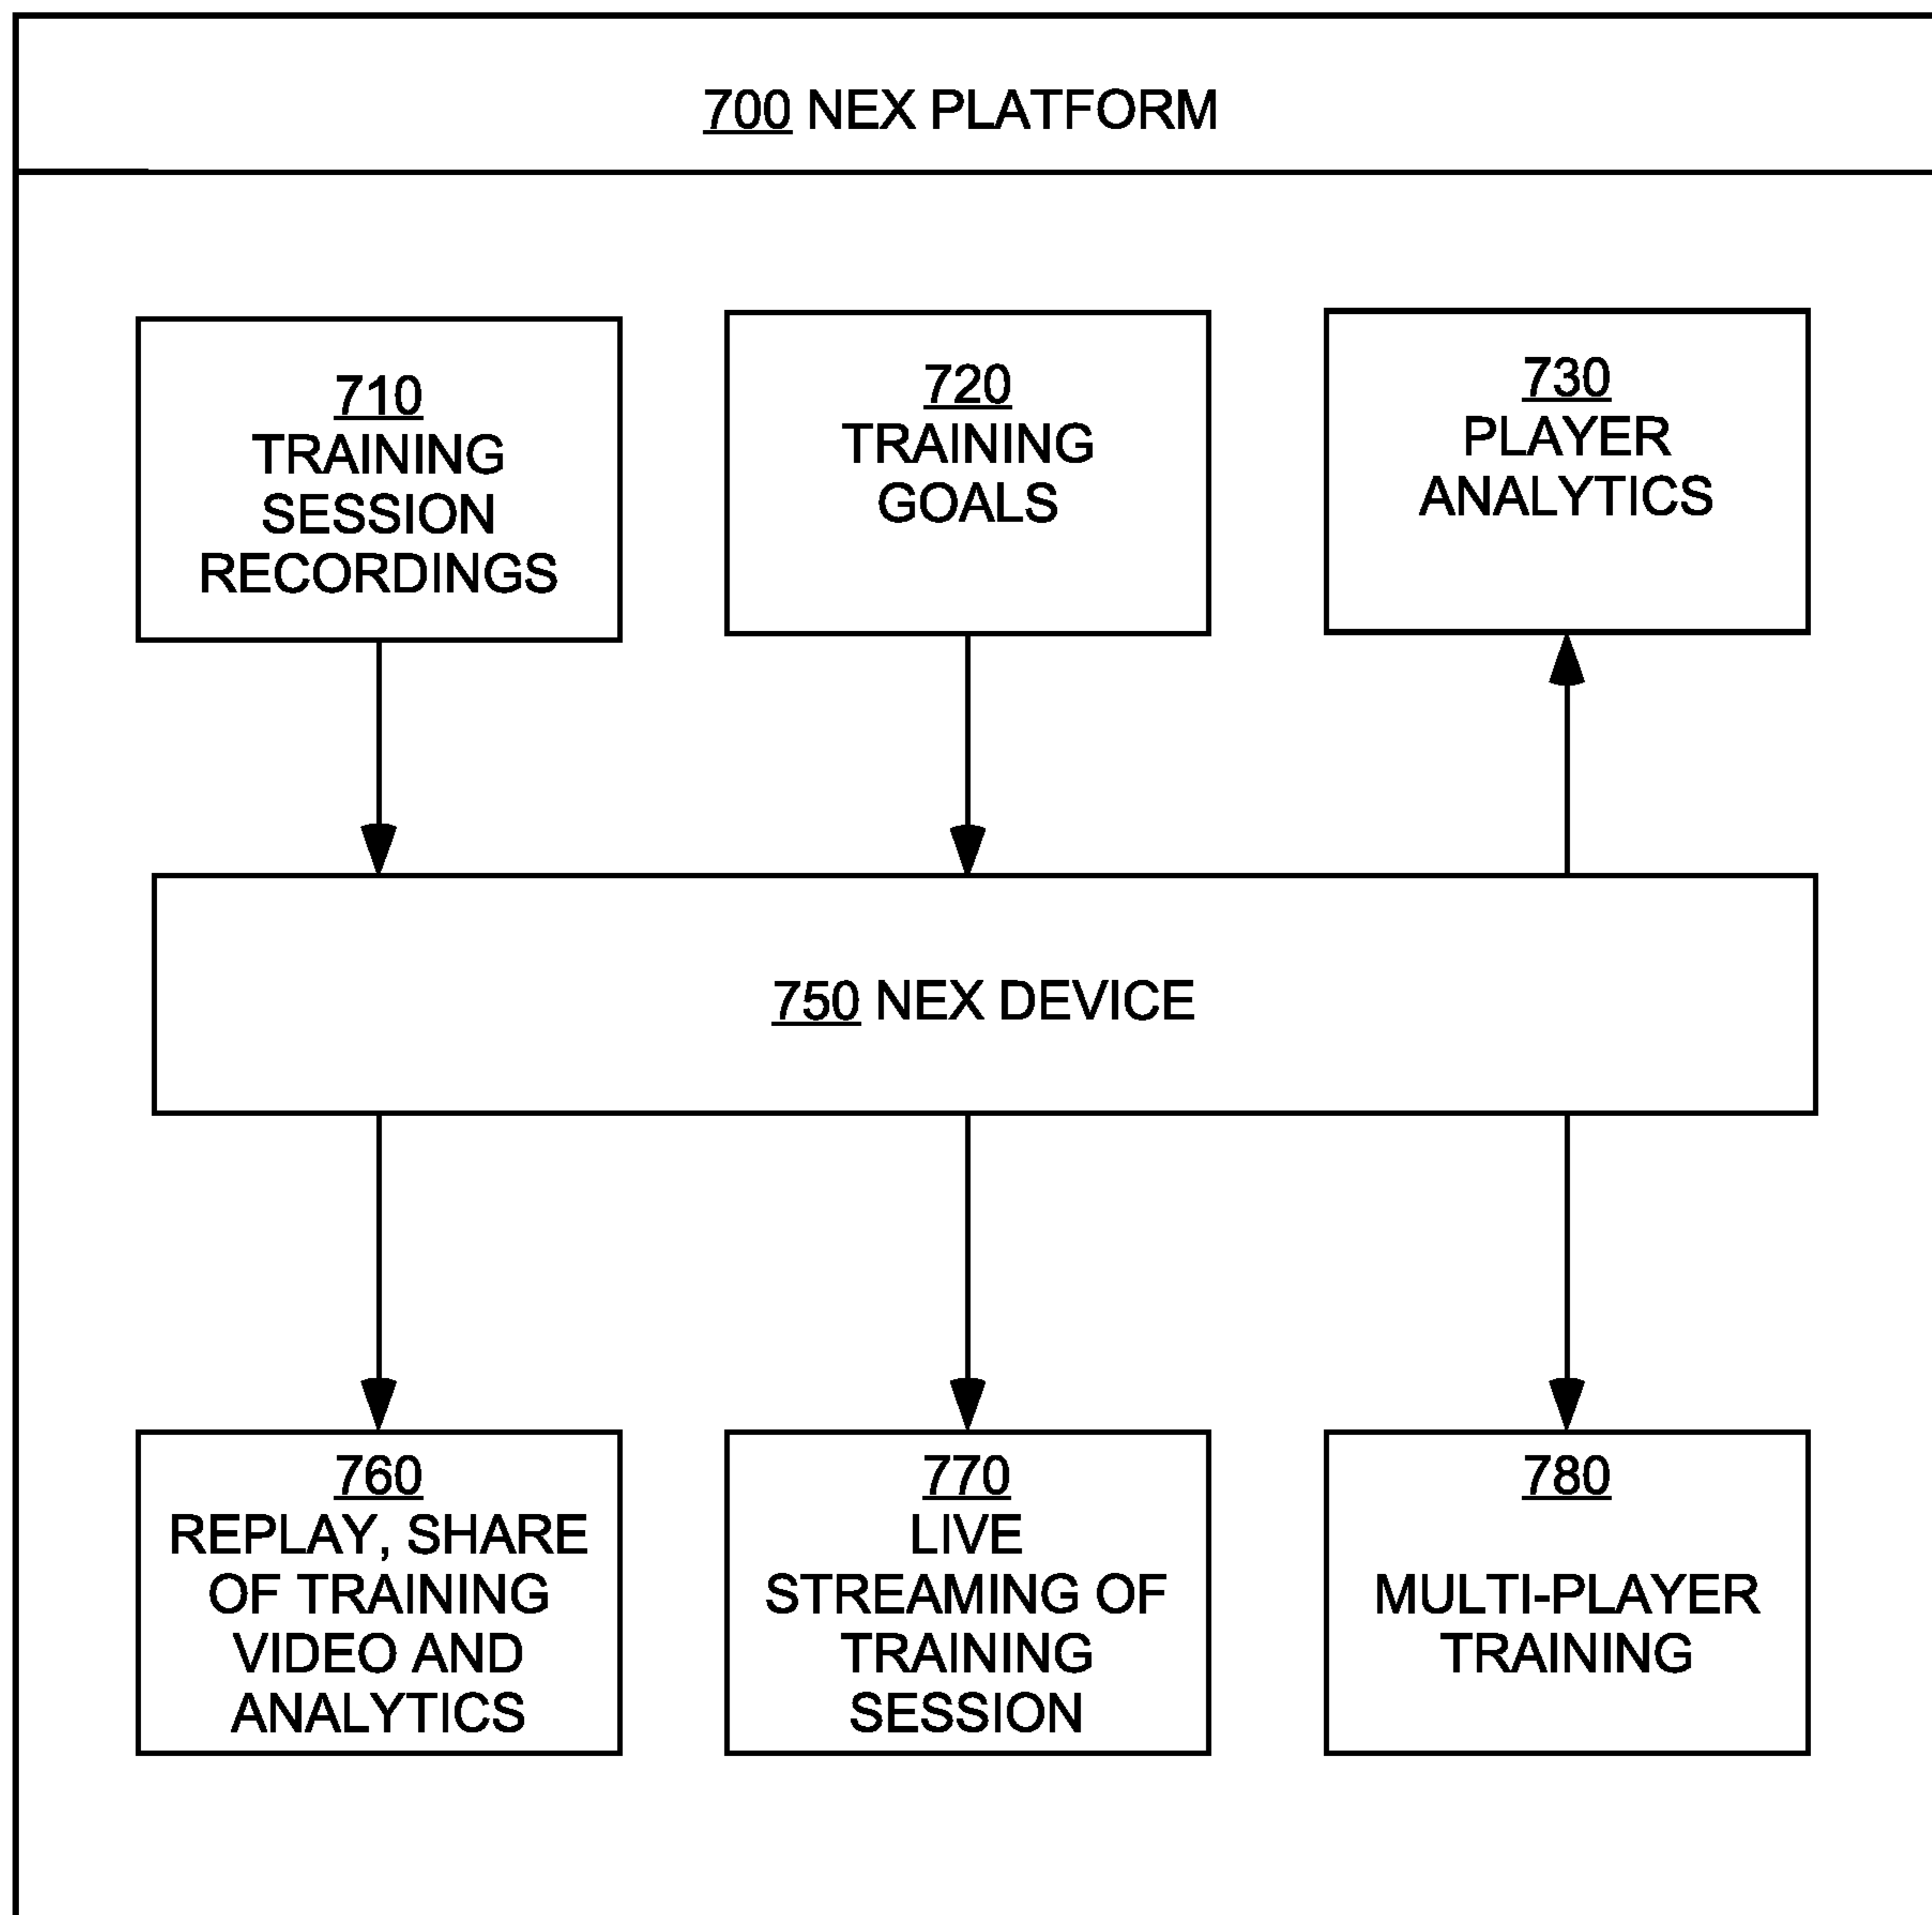 700 NEX PLATFORM
710
TRAINING
SESSION
RECORDINGS
720
TRAINING
GOALS
730
PLAYER
ANALYTICS
750 NEX DEVICE
760
REPLAY, SHARE
OF TRAINING
VIDEO AND
ANALYTICS
770
LIVE
STREAMING OF
TRAINING
SESSION
780
MULTI-PLAYER
TRAINING